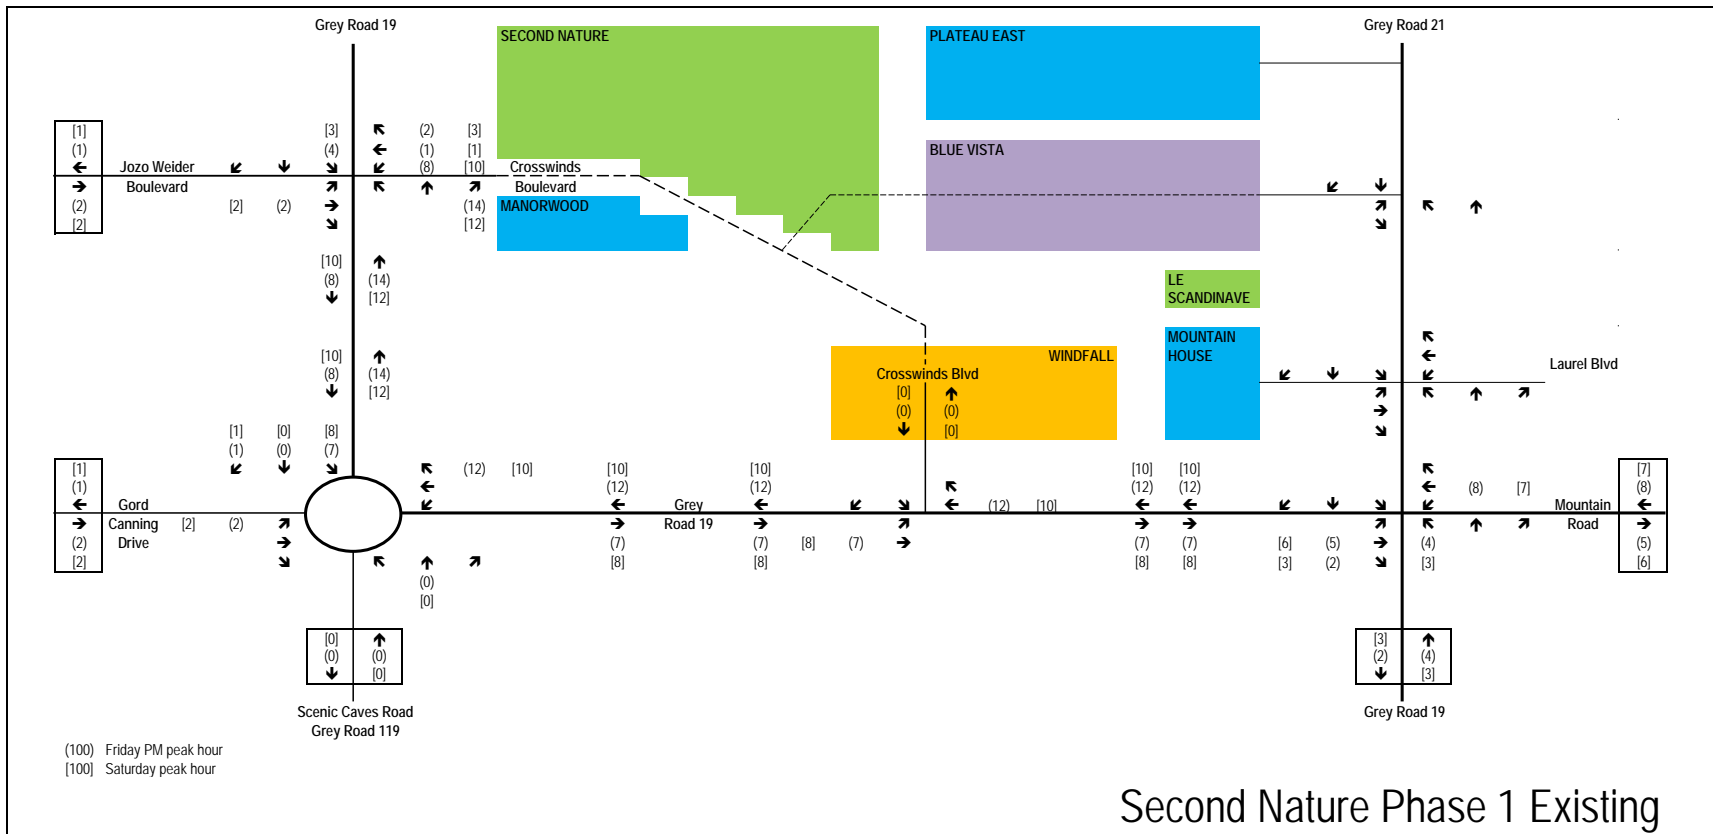 Grey Road 19
Grey Road 21
SECOND NATURE
PLATEAU EAST
[1] [3] (2) [3]
(1) (4) (1) [1]
BLUE VISTA
Jozo Weider (8) [10] Crosswinds
Boulevard Boulevard
(2) [2] (2) (14) MANORWOOD
[2] [12]
[10]
(8) (14)
[12]
LE
SCANDINAVE
MOUNTAIN
HOUSE
[10] WINDFALL
(8) (14) Crosswinds Blvd Laurel Blvd
[12] [0]
(0) (0)
[0]
[1] [0] [8]
(1) (0) (7)
[1] (12) [10] [10] [10] [10] [10] [7]
(1) (12) (12) (12) (12) (8) [7] (8)
Gord Grey (12) [10] Mountain
Canning [2] (2) Road 19 Road
(2) Drive (7) (7) [8] (7) (7) (7) [6] (5) (4) (5)
[2] [8] [8] [8] [8] [3] (2) [3] [6]
(0)
[0]
[0] [3]
(0) (0) (2) (4)
[0] [3]
Scenic Caves Road Grey Road 19
Grey Road 119
(100) Friday PM peak hour
[100] Saturday peak hour
Second Nature Phase 1 Existing